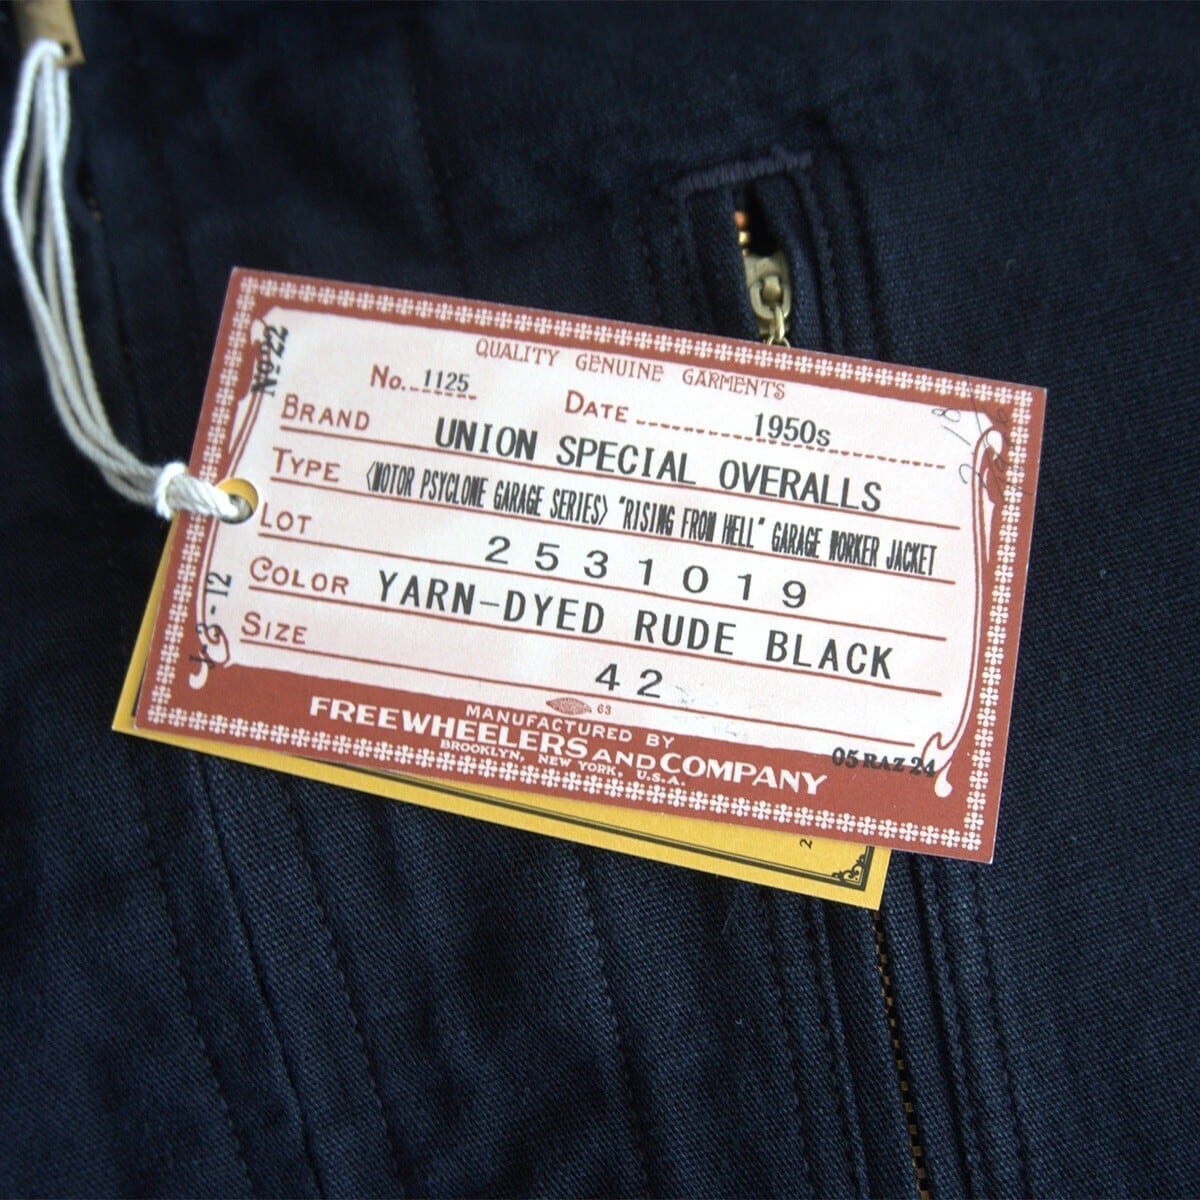 QUALITY GENUINE GARMENTS
No. 1125 DATE 1950s
No 22
BRAND UNION SPECIAL OVERALLS
TYPE 〈MOTOR PSYCLONE GARAGE SERIES〉 "RISING FROM HELL" GARAGE WORKER JACKET
LOT 2531019
COLOR YARN-DYED RUDE BLACK
SIZE 42
63
MANUFACTURED BY
FREEWHEELERS AND COMPANY
BROOKLYN, NEW YORK, U.S.A.
05 RAZ 24
2